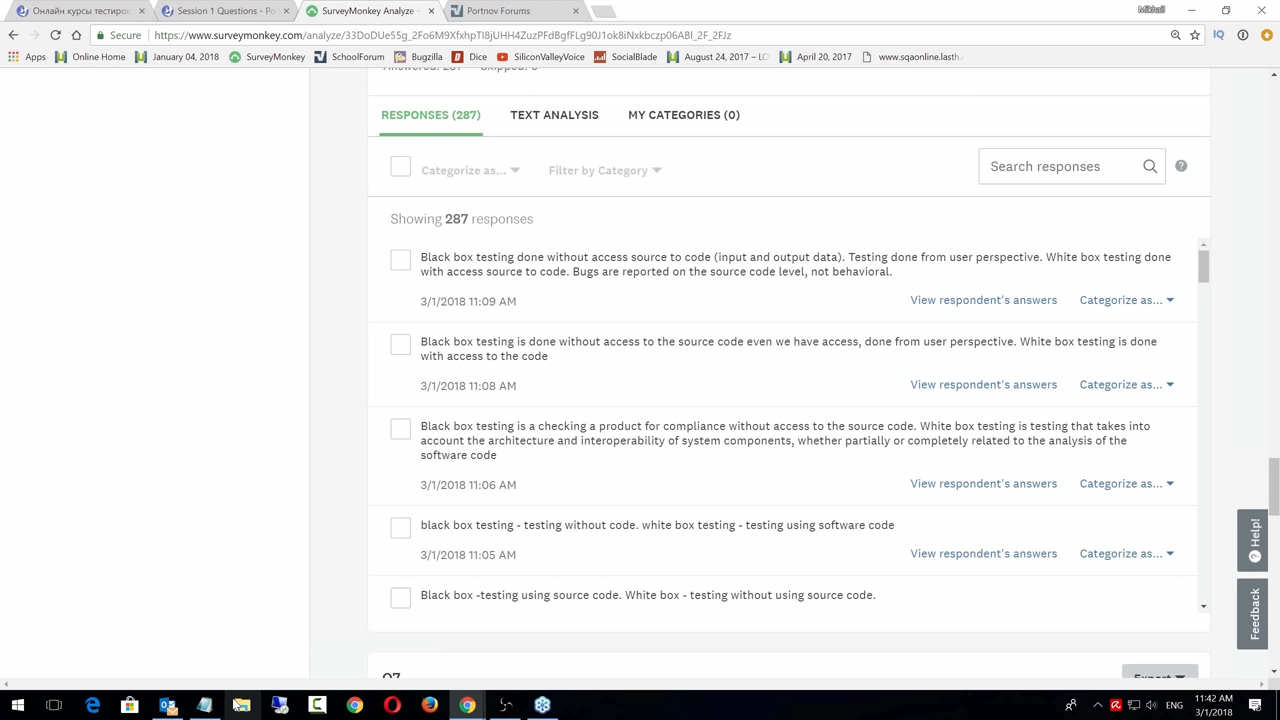 Онлайн курсы тестиров
Session 1 Questions - Po
SurveyMonkey Analyze -
Portnov Forums
Mikhail
Secure
https://www.surveymonkey.com/analyze/33DoDUe55g_2Fo6M9XfxhpTI8jUHH4ZuzPFdBgfFLg90J1ok8iNxkbczp06ABI_2F_2FJz
Apps
Online Home
January 04, 2018
SurveyMonkey
SchoolForum
Bugzilla
Dice
SiliconValleyVoice
SocialBlade
August 24, 2017 – LO
April 20, 2017
www.sqaonline.lasth
RESPONSES (287)
TEXT ANALYSIS
MY CATEGORIES (0)
Categorize as...
Filter by Category
Search responses
Showing 287 responses
Black box testing done without access source to code (input and output data). Testing done from user perspective. White box testing done
with access source to code. Bugs are reported on the source code level, not behavioral.
3/1/2018 11:09 AM
View respondent's answers
Categorize as...
Black box testing is done without access to the source code even we have access, done from user perspective. White box testing is done
with access to the code
3/1/2018 11:08 AM
View respondent's answers
Categorize as...
Black box testing is a checking a product for compliance without access to the source code. White box testing is testing that takes into
account the architecture and interoperability of system components, whether partially or completely related to the analysis of the
software code
3/1/2018 11:06 AM
View respondent's answers
Categorize as...
black box testing - testing without code. white box testing - testing using software code
3/1/2018 11:05 AM
View respondent's answers
Categorize as...
Black box -testing using source code. White box - testing without using source code.
Help!
Feedback
Export
ENG
11:42 AM
3/1/2018